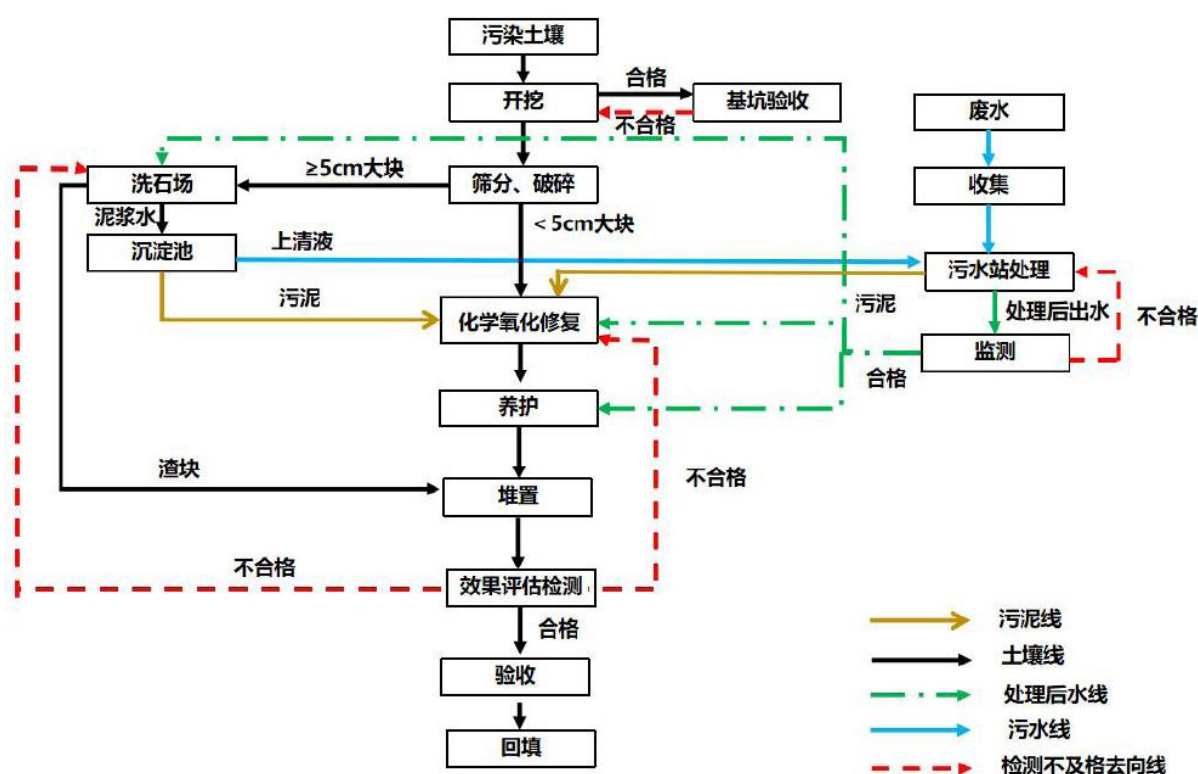 污染土壤
合格
开挖
基坑验收
不合格
废水
≥5cm大块
洗石场
筛分、破碎
收集
泥浆水
＜5cm大块
沉淀池
上清液
污水站处理
污泥
污泥
处理后出水
不合格
化学氧化修复
监测
合格
养护
渣块
不合格
堆置
不合格
效果评估检测
合格
污泥线
土壤线
验收
处理后水线
污水线
回填
检测不及格去向线